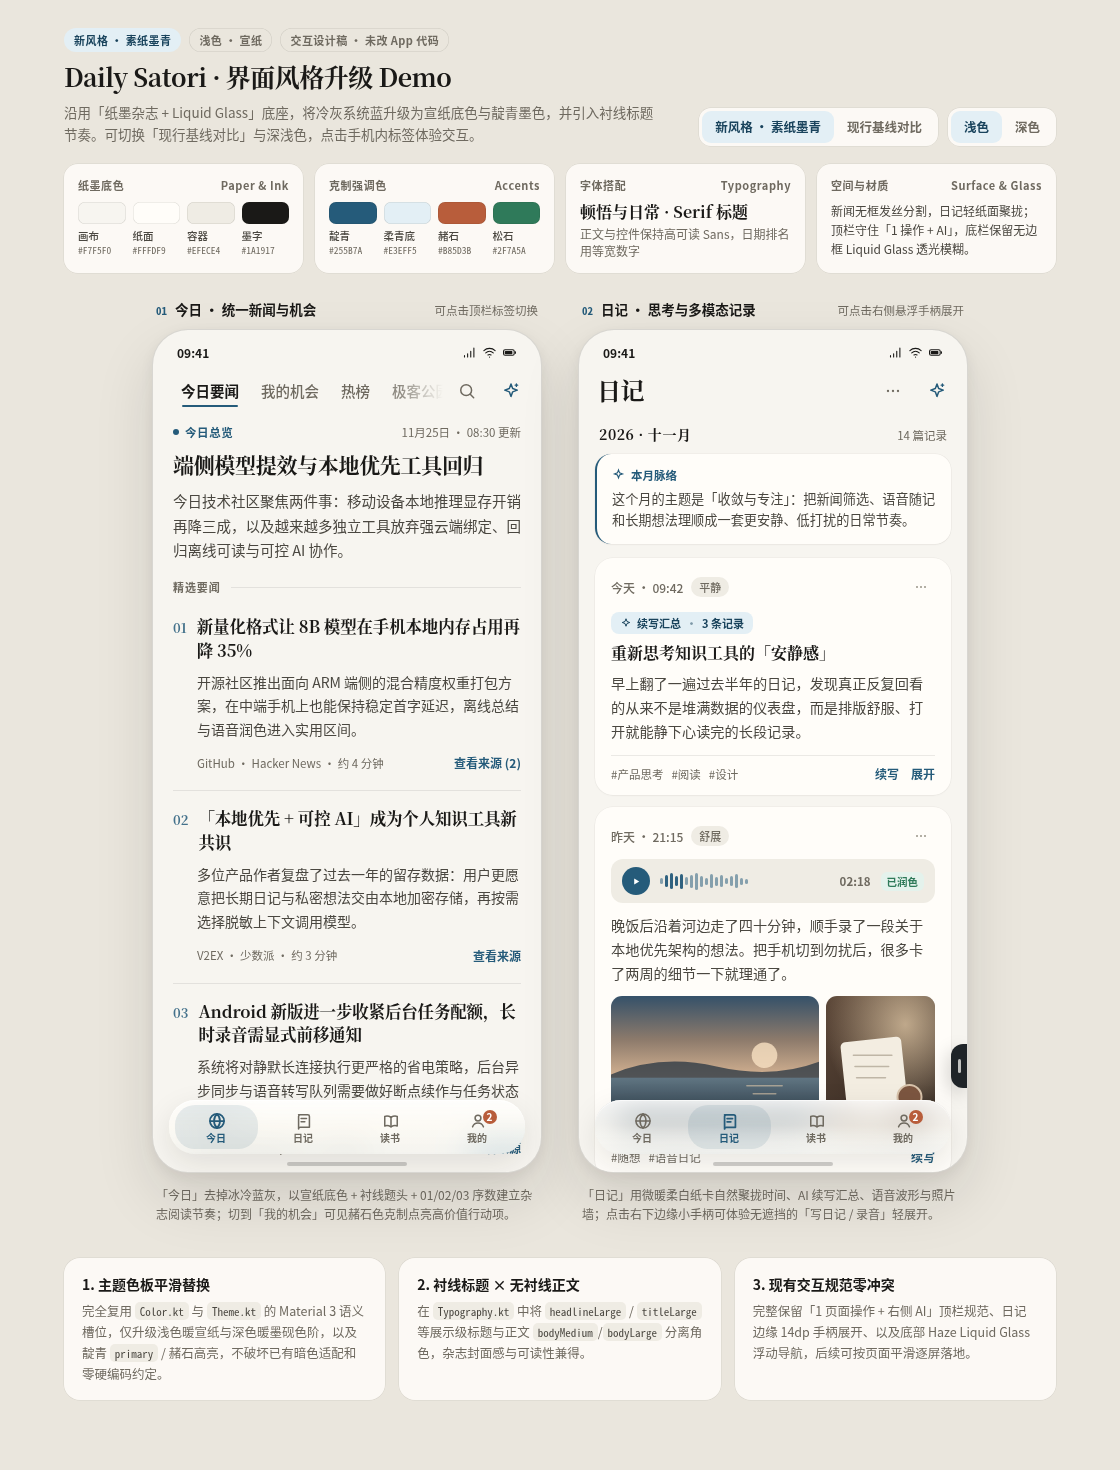 新风格 · 素纸墨青
浅色 · 宣纸
交互设计稿 · 未改 App 代码
Daily Satori · 界面风格升级 Demo
沿用「纸墨杂志 + Liquid Glass」底座，将冷灰系统蓝升级为宣纸底色与靛青墨色，并引入衬线标题
节奏。可切换「现行基线对比」与深浅色，点击手机内标签体验交互。
新风格 · 素纸墨青
现行基线对比
浅色
深色
纸墨底色
Paper & Ink
画布
纸面
容器
墨字
#F7F5F0
#FFFDF9
#EFECE4
#1A1917
克制强调色
Accents
靛青
柔青底
赭石
松石
#255B7A
#E3EFF5
#B85D3B
#2F7A5A
字体搭配
Typography
顿悟与日常 · Serif 标题
正文与控件保持高可读 Sans，日期排名
用等宽数字
空间与材质
Surface & Glass
新闻无框发丝分割，日记轻纸面聚拢；
顶栏守住「1 操作 + AI」，底栏保留无边
框 Liquid Glass 透光模糊。
01 今日 · 统一新闻与机会
可点击顶栏标签切换
09:41
今日要闻
我的机会
热榜
极客公
今日总览
11月25日 · 08:30 更新
端侧模型提效与本地优先工具回归
今日技术社区聚焦两件事：移动设备本地推理显存开销
再降三成，以及越来越多独立工具放弃强云端绑定、回
归离线可读与可控 AI 协作。
精选要闻
01 新量化格式让 8B 模型在手机本地内存占用再
降 35%
开源社区推出面向 ARM 端侧的混合精度权重打包方
案，在中端手机上也能保持稳定首字延迟，离线总结
与语音润色进入实用区间。
GitHub · Hacker News · 约 4 分钟
查看来源 (2)
02 「本地优先 + 可控 AI」成为个人知识工具新
共识
多位产品作者复盘了过去一年的留存数据：用户更愿
意把长期日记与私密想法交由本地加密存储，再按需
选择脱敏上下文调用模型。
V2EX · 少数派 · 约 3 分钟
查看来源
03 Android 新版进一步收紧后台任务配额，长
时录音需显式前移通知
系统将对静默长连接执行更严格的省电策略，后台异
步同步与语音转写队列需要做好断点续作与任务状态
今日
日记
读书
我的
2
「今日」去掉冰冷蓝灰，以宣纸底色 + 衬线题头 + 01/02/03 序数建立杂
志阅读节奏；切到「我的机会」可见赭石色克制点亮高价值行动项。
02 日记 · 思考与多模态记录
可点击右侧悬浮手柄展开
09:41
日记
2026 · 十一月
14 篇记录
本月脉络
这个月的主题是「收敛与专注」：把新闻筛选、语音随记
和长期想法理顺成一套更安静、低打扰的日常节奏。
今天 · 09:42 平静
续写汇总 · 3 条记录
重新思考知识工具的「安静感」
早上翻了一遍过去半年的日记，发现真正反复回看
的从来不是堆满数据的仪表盘，而是排版舒服、打
开就能静下心读完的长段记录。
#产品思考 #阅读 #设计
续写 展开
昨天 · 21:15 舒展
02:18 已润色
晚饭后沿着河边走了四十分钟，顺手录了一段关于
本地优先架构的想法。把手机切到勿扰后，很多卡
了两周的细节一下就理通了。
今日
日记
读书
我的
2
#随想 #语音日记
续写
「日记」用微暖柔白纸卡自然聚拢时间、AI 续写汇总、语音波形与照片
墙；点击右下边缘小手柄可体验无遮挡的「写日记 / 录音」轻展开。
1. 主题色板平滑替换
完全复用 Color.kt 与 Theme.kt 的 Material 3 语义
槽位，仅升级浅色暖宣纸与深色暖墨砚色阶，以及
靛青 primary / 赭石高亮，不破坏已有暗色适配和
零硬编码约定。
2. 衬线标题 × 无衬线正文
在 Typography.kt 中将 headlineLarge / titleLarge
等展示级标题与正文 bodyMedium / bodyLarge 分离角
色，杂志封面感与可读性兼得。
3. 现有交互规范零冲突
完整保留「1 页面操作 + 右侧 AI」顶栏规范、日记
边缘 14dp 手柄展开、以及底部 Haze Liquid Glass
浮动导航，后续可按页面平滑逐屏落地。